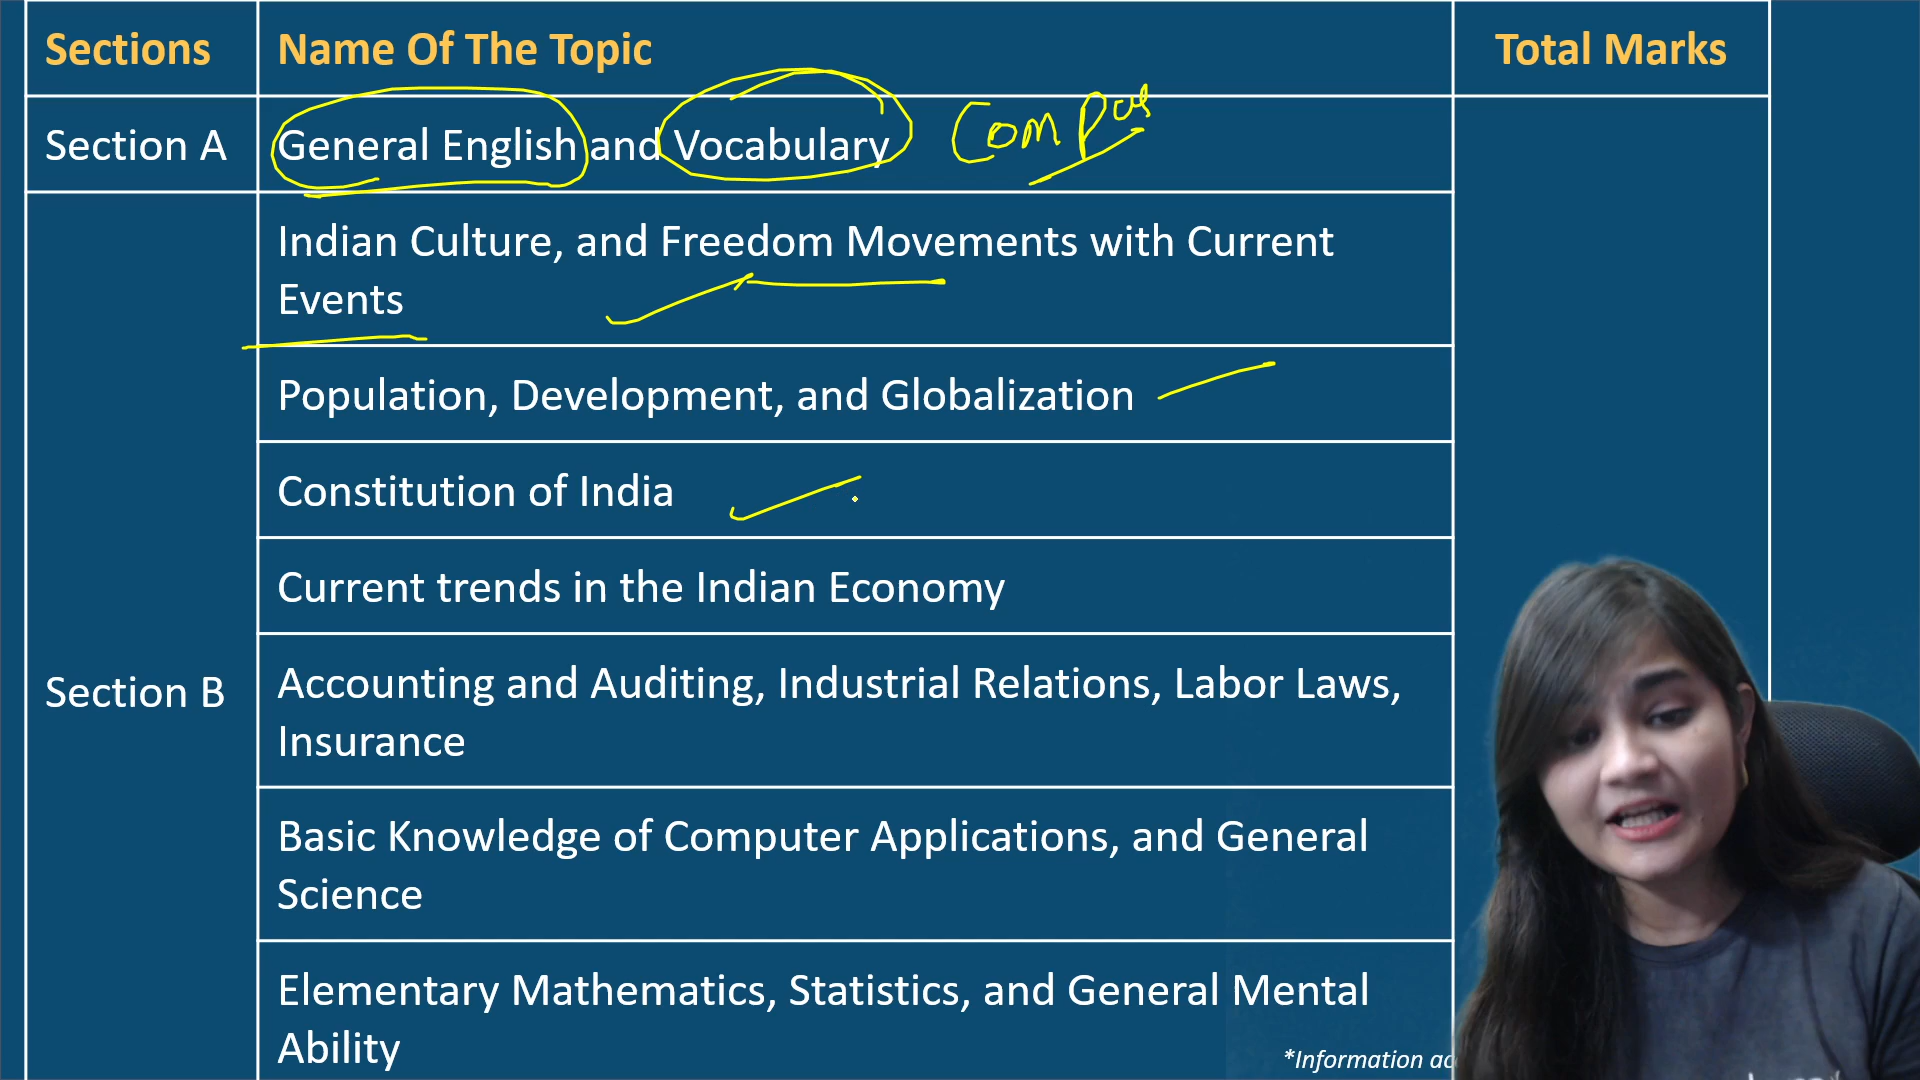 Sections
Name Of The Topic
Total Marks
Section A
General English and Vocabulary
Section B
Indian Culture, and Freedom Movements with Current
Events
Population, Development, and Globalization
Constitution of India
Current trends in the Indian Economy
Accounting and Auditing, Industrial Relations, Labor Laws,
Insurance
Basic Knowledge of Computer Applications, and General
Science
Elementary Mathematics, Statistics, and General Mental
Ability
*Information